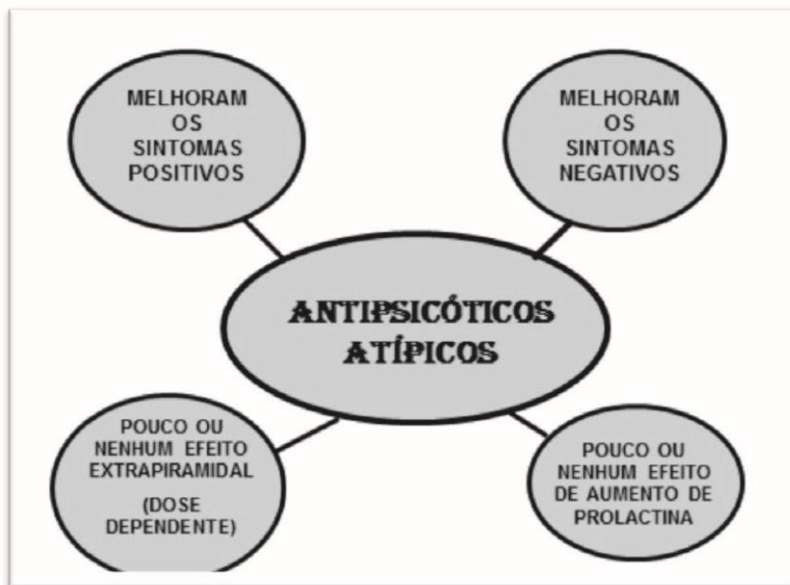 MELHORAM
OS
SINTOMAS
POSITIVOS
MELHORAM
OS
SINTOMAS
NEGATIVOS
ANTIPSICÓTICOS
ATÍPICOS
POUCO OU
NENHUM EFEITO
EXTRAPIRAMIDAL
(DOSE
DEPENDENTE)
POUCO OU
NENHUM EFEITO
DE AUMENTO DE
PROLACTINA